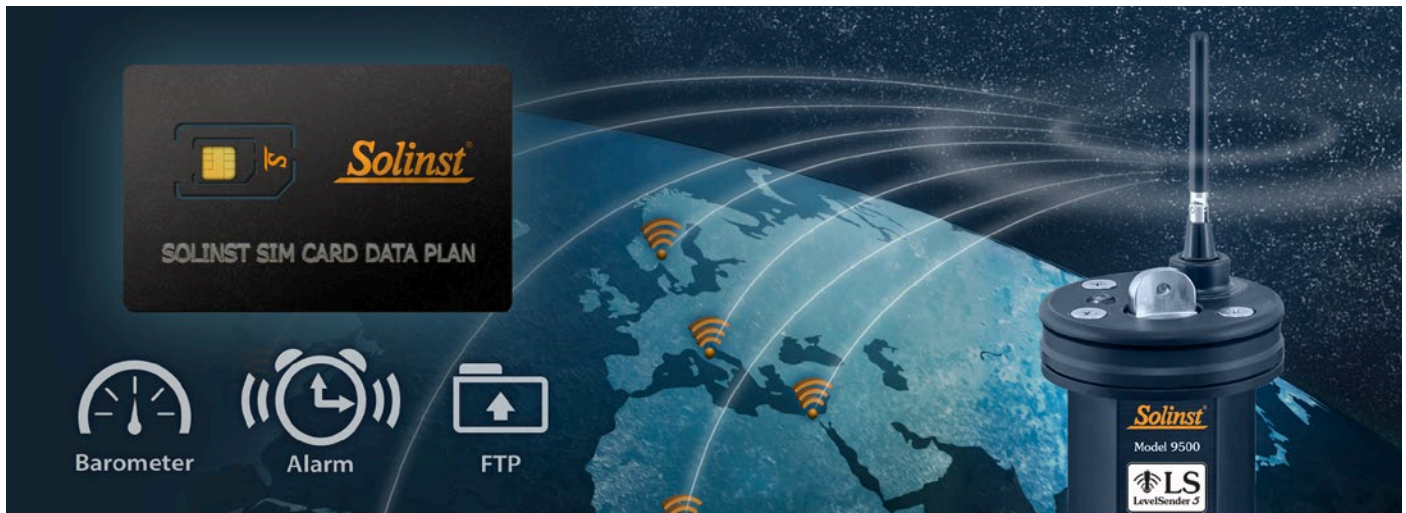 Solinst®
SOLINST SIM CARD DATA PLAN
Barometer
Alarm
FTP
Solinst®
Model 9500
LS
LevelSender 5